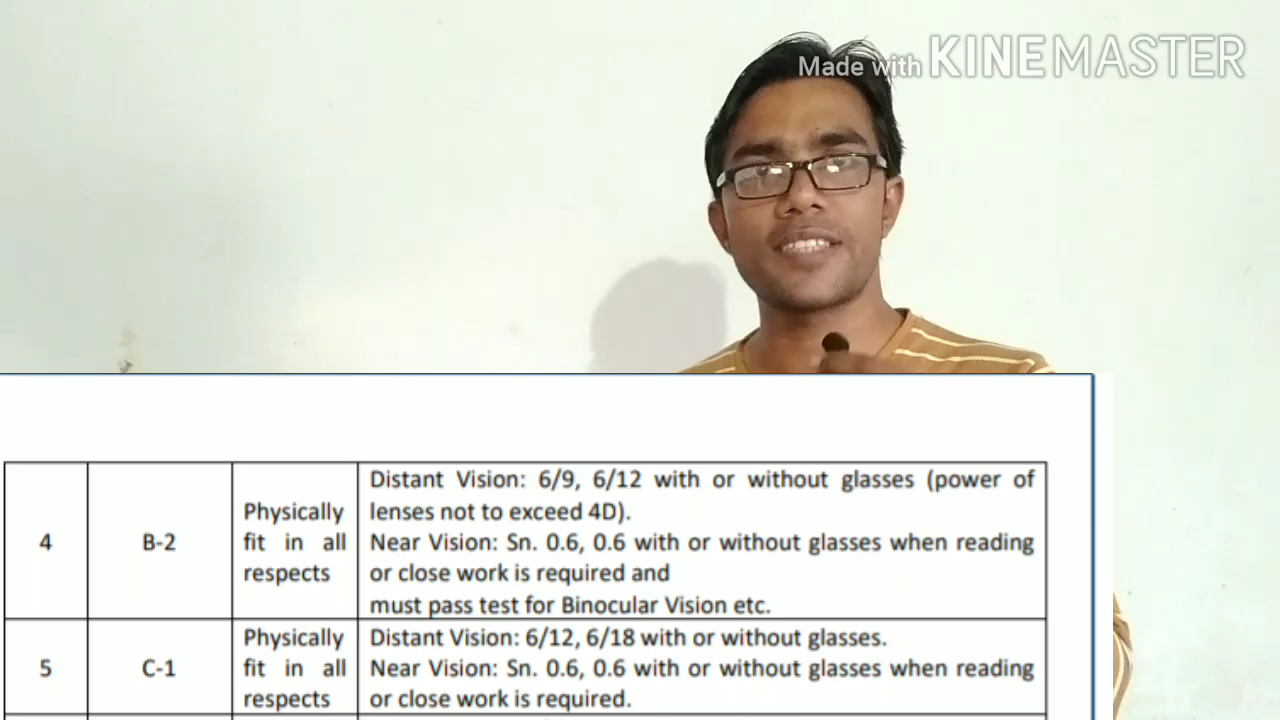 Made with KINEMASTER
4
B-2
Physically
fit in all
respects
Distant Vision: 6/9, 6/12 with or without glasses (power of
lenses not to exceed 4D).
Near Vision: Sn. 0.6, 0.6 with or without glasses when reading
or close work is required and
must pass test for Binocular Vision etc.
5
C-1
Physically
fit in all
respects
Distant Vision: 6/12, 6/18 with or without glasses.
Near Vision: Sn. 0.6, 0.6 with or without glasses when reading
or close work is required.